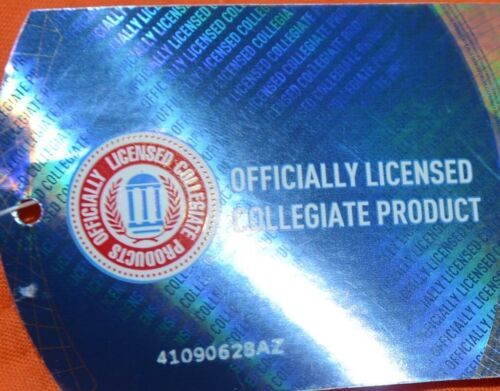 OFFICIALLY LICENSED
COLLEGIATE PRODUCT
OFFICIALLY LICENSED COLLEGIATE PRODUCTS
41090628AZ